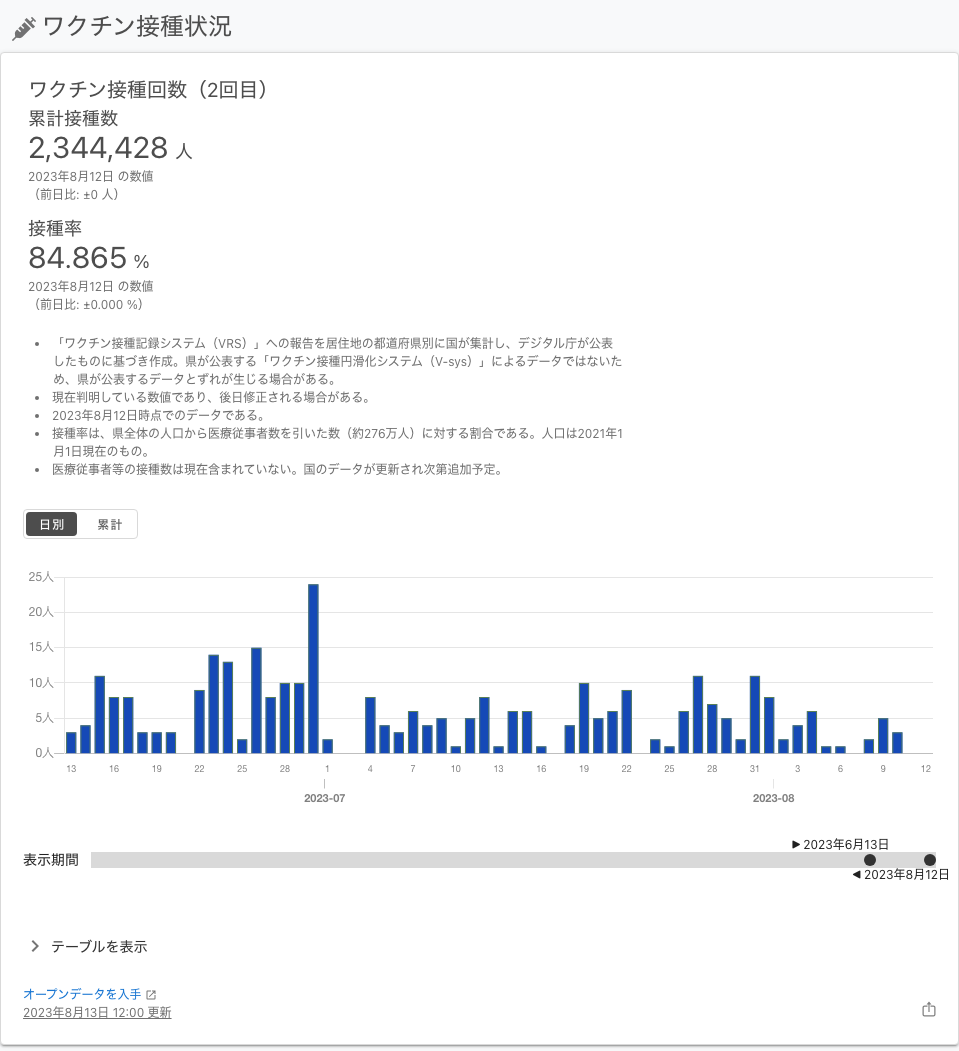 ワクチン接種状況
ワクチン接種回数（2回目）
累計接種数
2,344,428 人
2023年8月12日 の数値
（前日比: ±0 人）
接種率
84.865 %
2023年8月12日 の数値
（前日比: ±0.000 %）
• 「ワクチン接種記録システム（VRS）」への報告を居住地の都道府県別に国が集計し、デジタル庁が公表
したものに基づき作成。県が公表する「ワクチン接種円滑化システム（V-sys）」によるデータではないた
め、県が公表するデータとずれが生じる場合がある。
• 現在判明している数値であり、後日修正される場合がある。
• 2023年8月12日時点でのデータである。
• 接種率は、県全体の人口から医療従事者数を引いた数（約276万人）に対する割合である。人口は2021年1
月1日現在のもの。
• 医療従事者等の接種数は現在含まれていない。国のデータが更新され次第追加予定。
日別 累計
25人
20人
15人
10人
5人
0人
13 16 19 22 25 28 1 4 7 10 13 16 19 22 25 28 31 3 6 9 12
2023-07 2023-08
2023年6月13日
表示期間
2023年8月12日
テーブルを表示
オープンデータを入手
2023年8月13日 12:00 更新